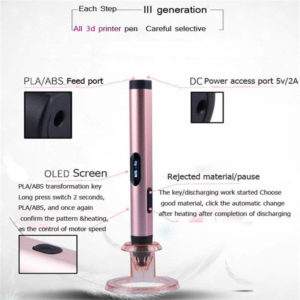 Each Step
III generation
All 3d printer pen
Careful selective
PLA/ABS Feed port
DC Power access port 5v/2A
OLED Screen
PLA/ABS transformation key
Long press switch 2 seconds,
PLA/ABS, and once again
confirm the pattern &heating,
as the control of motor speed
Rejected material/pause
The key/discharging work started Choose
good material, click the automatic change
after heating after completion of discharging